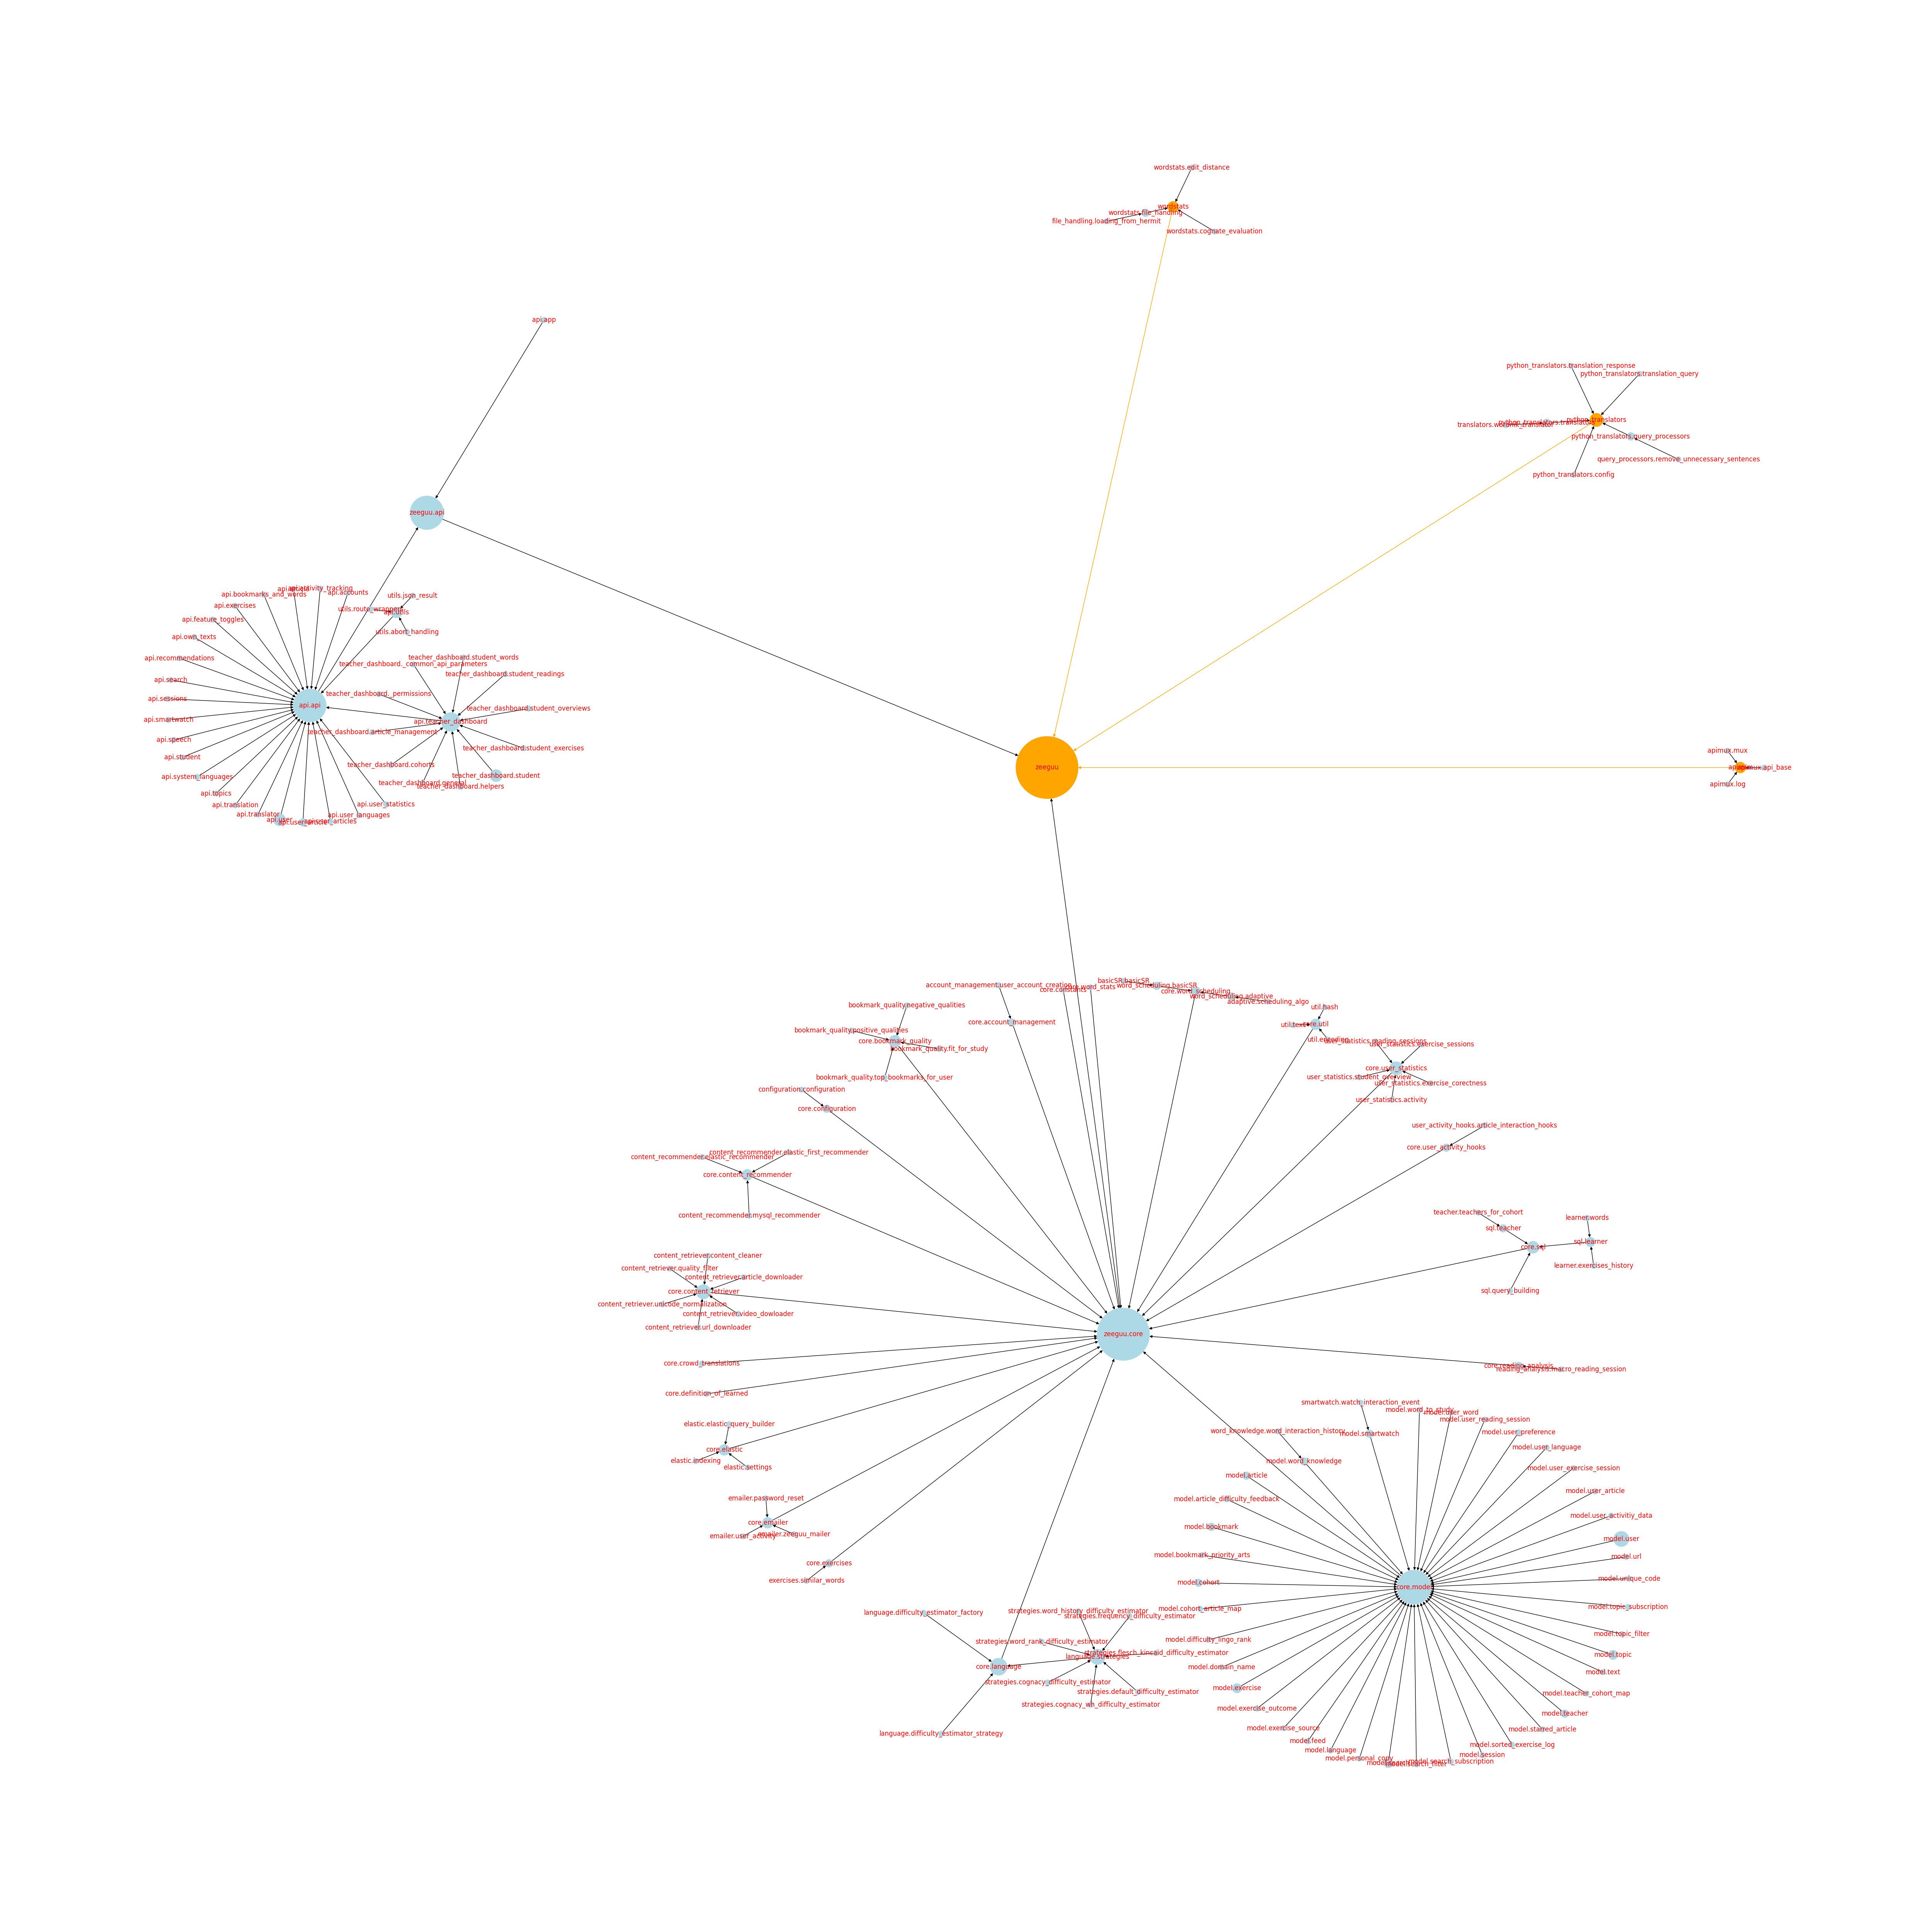 wordstats.edit_distance
wordstats
wordstats.file_handling
file_handling.loading_from_hermit
wordstats.cognate_evaluation
api.app
python_translators.translation_response
python_translators.translation_query
python_translators
python_translators.query_processors
query_processors.remove_unnecessary_sentences
python_translators.config
zeeguu.api
api.activity_tracking
api.accounts
api.bookmarks_and_words
api.exercises
api.feature_toggles
api.own_texts
api.recommendations
api.search
api.sessions
api.smartwatch
api.speech
api.student
api.system_languages
api.topics
api.translation
api.translator
api.user
api.user_articles
api.user_languages
api.user_statistics
api.api
utils.json_result
utils.route_wrappers
api.utils
utils.abort_handling
teacher_dashboard.student_words
teacher_dashboard._common_api_parameters
teacher_dashboard.student_readings
teacher_dashboard._permissions
teacher_dashboard.student_overviews
api.teacher_dashboard
teacher_dashboard.article_management
teacher_dashboard.student_exercises
teacher_dashboard.cohorts
teacher_dashboard.student
teacher_dashboard.general
teacher_dashboard.helpers
zeeguu
apimux.mux
apimux.api_base
apimux.log
basicSR.basicSR
account_management.user_account_creation
core.constants
core.word_stats
word_scheduling.basicSR
core.word_scheduling
word_scheduling.adaptive
adaptive.scheduling_algo
core.account_management
bookmark_quality.negative_qualities
bookmark_quality.positive_qualities
core.bookmark_quality
bookmark_quality.fit_for_study
bookmark_quality.top_bookmarks_for_user
util.hash
util.text
core.util
util.encoding
user_statistics.reading_sessions
user_statistics.exercise_sessions
core.user_statistics
user_statistics.student_overview
user_statistics.exercise_corectness
user_statistics.activity
configuration.configuration
core.configuration
user_activity_hooks.article_interaction_hooks
core.user_activity_hooks
content_recommender.elastic_first_recommender
content_recommender.elastic_recommender
core.content_recommender
content_recommender.mysql_recommender
teacher.teachers_for_cohort
sql.teacher
learner.words
sql.learner
core.sql
learner.exercises_history
sql.query_building
content_retriever.content_cleaner
content_retriever.quality_filter
content_retriever.article_downloader
core.content_retriever
content_retriever.unicode_normalization
content_retriever.video_dowloader
content_retriever.url_downloader
zeeguu.core
core.crowd_translations
core.reading_analysis
reading_analysis.macro_reading_session
core.definition_of_learned
elastic.elastic_query_builder
core.elastic
elastic.indexing
elastic.settings
emailer.password_reset
core.emailer
emailer.user_activity
emailer.zeeguu_mailer
core.exercises
exercises.similar_words
language.difficulty_estimator_factory
strategies.word_history_difficulty_estimator
strategies.frequency_difficulty_estimator
strategies.word_rank_difficulty_estimator
strategies.flesch_kincaid_difficulty_estimator
language.strategies
core.language
strategies.cognacy_difficulty_estimator
strategies.default_difficulty_estimator
strategies.cognacy_wh_difficulty_estimator
language.difficulty_estimator_strategy
smartwatch.watch_interaction_event
model.word_to_study
model.user_word
model.user_reading_session
word_knowledge.word_interaction_history
model.smartwatch
model.user_preference
model.user_language
model.word_knowledge
model.user_exercise_session
model.article
model.user_article
model.article_difficulty_feedback
model.user_activitiy_data
model.bookmark
model.user
model.bookmark_priority_arts
model.url
model.cohort
model.unique_code
core.model
model.cohort_article_map
model.topic_subscription
model.difficulty_lingo_rank
model.topic_filter
model.topic
model.domain_name
model.text
model.exercise
model.teacher_cohort_map
model.exercise_outcome
model.teacher
model.exercise_source
model.starred_article
model.feed
model.sorted_exercise_log
model.language
model.session
model.personal_copy
model.search_subscription
model.search_filter